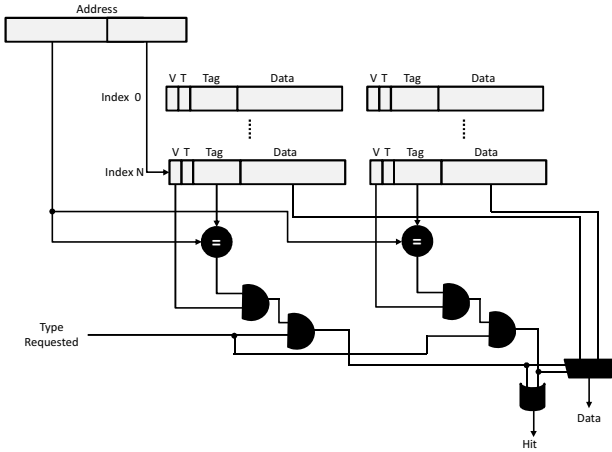 Address
V T Tag Data
V T Tag Data
Index 0
V T Tag Data
V T Tag Data
Index N
=
=
Type
Requested
Data
Hit